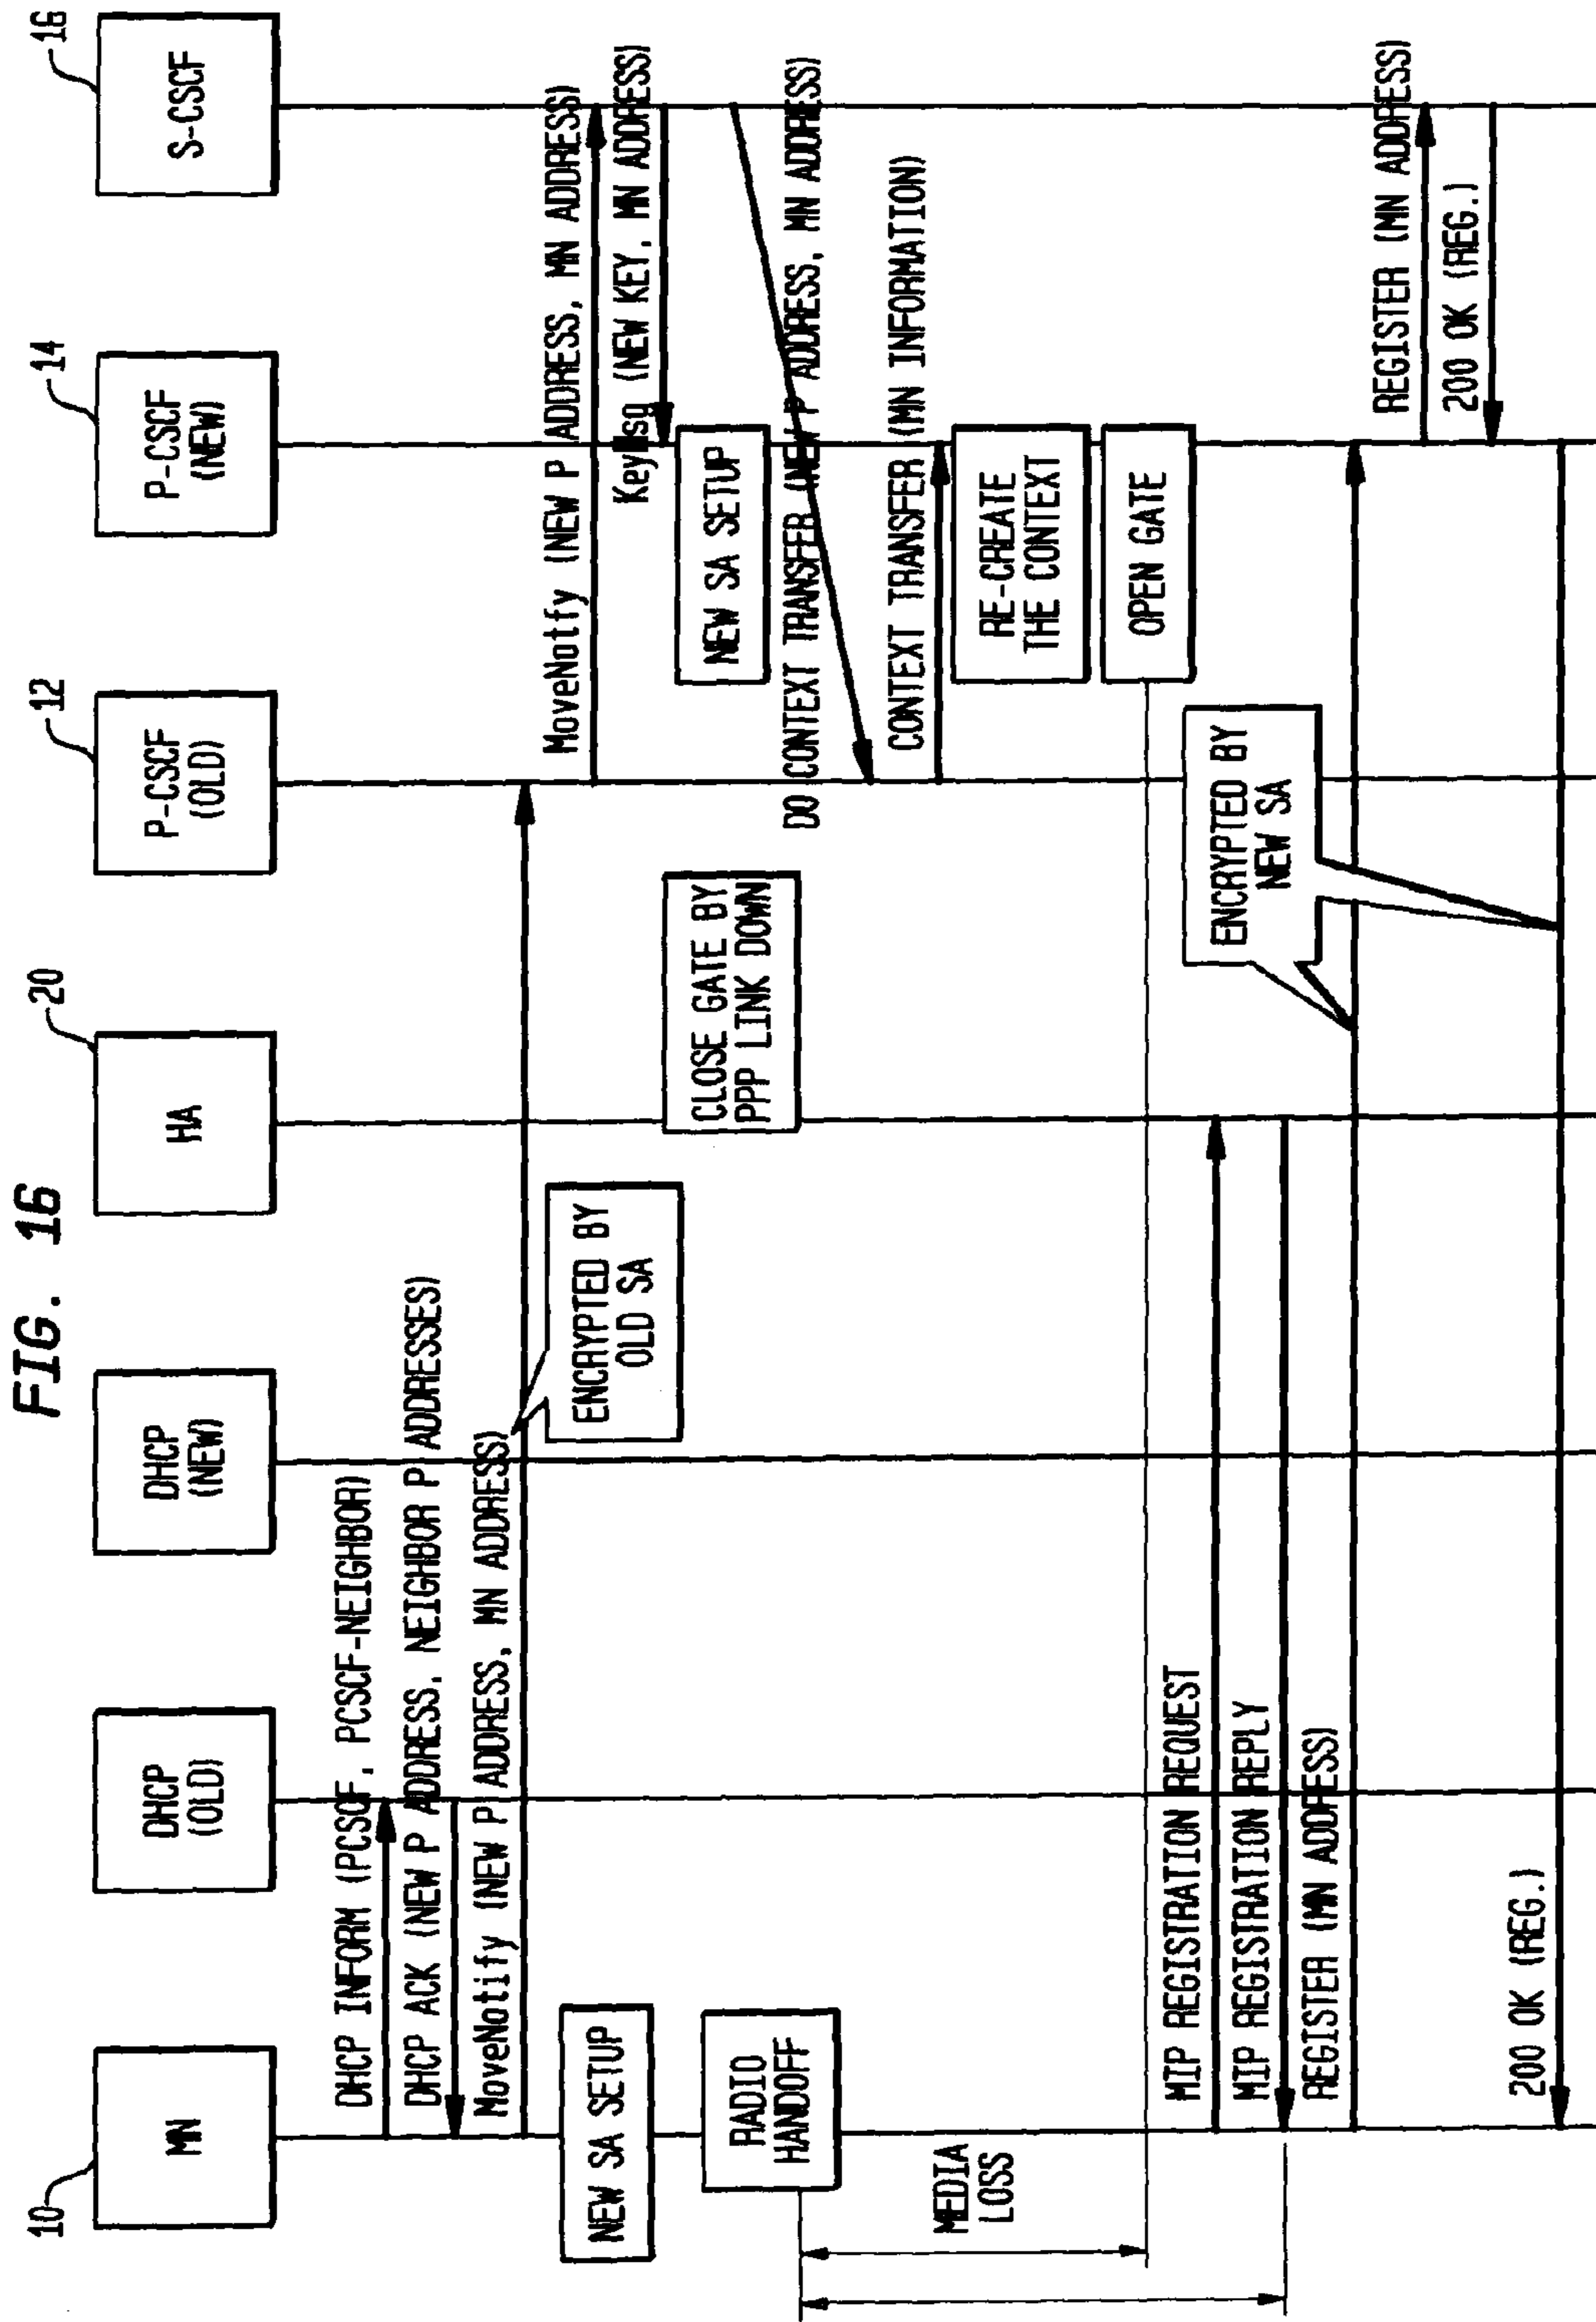 FIG. 16
10
MN
DHCP
(OLD)
DHCP
(NEW)
20
HA
12
P-CSCF
(OLD)
14
P-CSCF
(NEW)
16
S-CSCF
DHCP INFORM (PCSCF, PCSCF-NEIGHBOR)
DHCP ACK (NEW P ADDRESS, NEIGHBOR P ADDRESSES)
MoveNotify (NEW P ADDRESS, MN ADDRESS)
ENCRYPTED BY
OLD SA
MoveNotfy (NEW P ADDRESS, MN ADDRESS)
KeyMsg (NEW KEY, MN ADDRESS)
NEW SA SETUP
NEW SA SETUP
CLOSE GATE BY
PPP LINK DOWN
RADIO
HANDOFF
DO CONTEXT TRANSFER (NEW P ADDRESS, MN ADDRESS)
CONTEXT TRANSFER (MN INFORMATION)
RE-CREATE
THE CONTEXT
OPEN GATE
MEDIA
LOSS
MIP REGISTRATION REQUEST
MIP REGISTRATION REPLY
ENCRYPTED BY
NEW SA
REGISTER (MN ADDRESS)
REGISTER (MN ADDRESS)
200 OK (REG.)
200 OK (REG.)